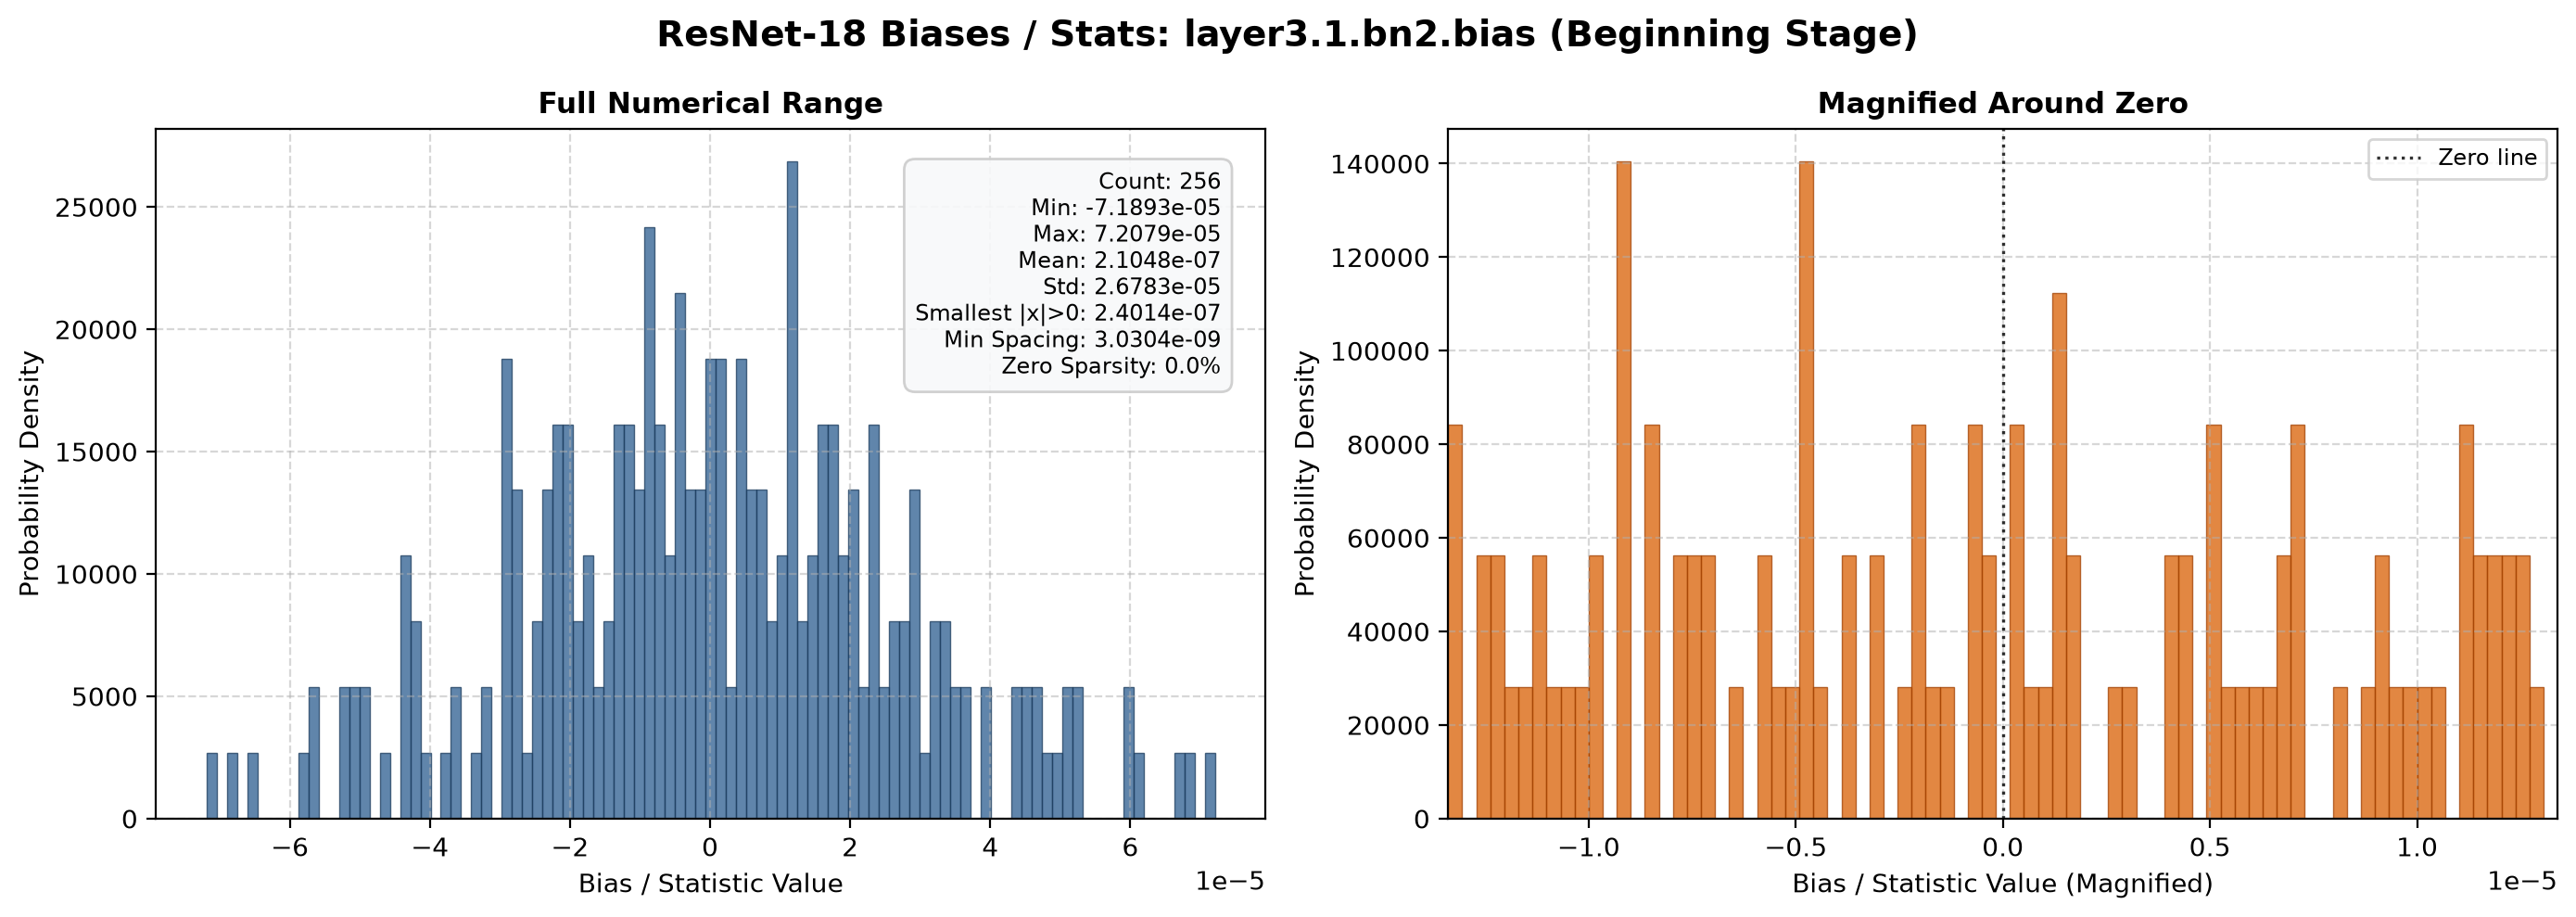 ResNet-18 Biases / Stats: layer3.1.bn2.bias (Beginning Stage)
Full Numerical Range
Probability Density
25000
20000
15000
10000
5000
0
Count: 256
Min: -7.1893e-05
Max: 7.2079e-05
Mean: 2.1048e-07
Std: 2.6783e-05
Smallest |x|>0: 2.4014e-07
Min Spacing: 3.0304e-09
Zero Sparsity: 0.0%
−6 −4 −2 0 2 4 6
1e−5
Bias / Statistic Value
Magnified Around Zero
Probability Density
140000
120000
100000
80000
60000
40000
20000
0
Zero line
−1.0 −0.5 0.0 0.5 1.0
1e−5
Bias / Statistic Value (Magnified)